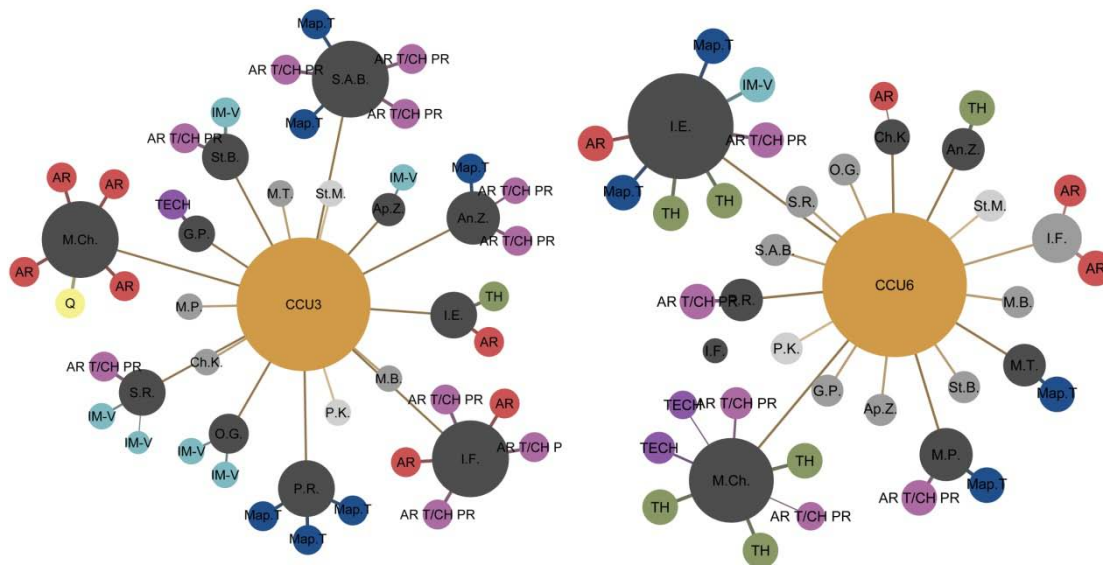 Map.T
AR T/CH PR
S.A.B.
AR T/CH PR
Map.T
AR T/CH PR
IM-V
AR T/CH PR
St.B.
M.T.
St.M.
IM-V
Ap.Z.
Map.T
AR T/CH PR
An.Z.
AR T/CH PR
TECH
G.P.
AR
AR
M.Ch.
AR
AR
Q
CCU3
M.P.
TH
I.E.
AR
Ch.K.
M.B.
AR T/CH PR
S.R.
IM-V
IM-V
P.K.
O.G.
IM-V
IM-V
AR T/CH PR
AR
AR
I.F.
AR T/CH P
AR T/CH PR
P.R.
Map.T
Map.T
Map.T
Map.T
IM-V
I.E.
AR
AR T/CH PR
Map.T
TH
TH
AR
Ch.K
TH
An.Z.
O.G.
S.R.
St.M.
AR
I.F.
AR
S.A.B.
CCU6
AR T/CH PR
P.R.
M.B.
I.F.
P.K.
M.T.
Map.T
G.P.
Ap.Z.
St.B.
TECH
AR T/CH PR
TECH
M.Ch.
TH
TH
AR T/CH PR
TH
M.P.
Map.T
AR T/CH PR